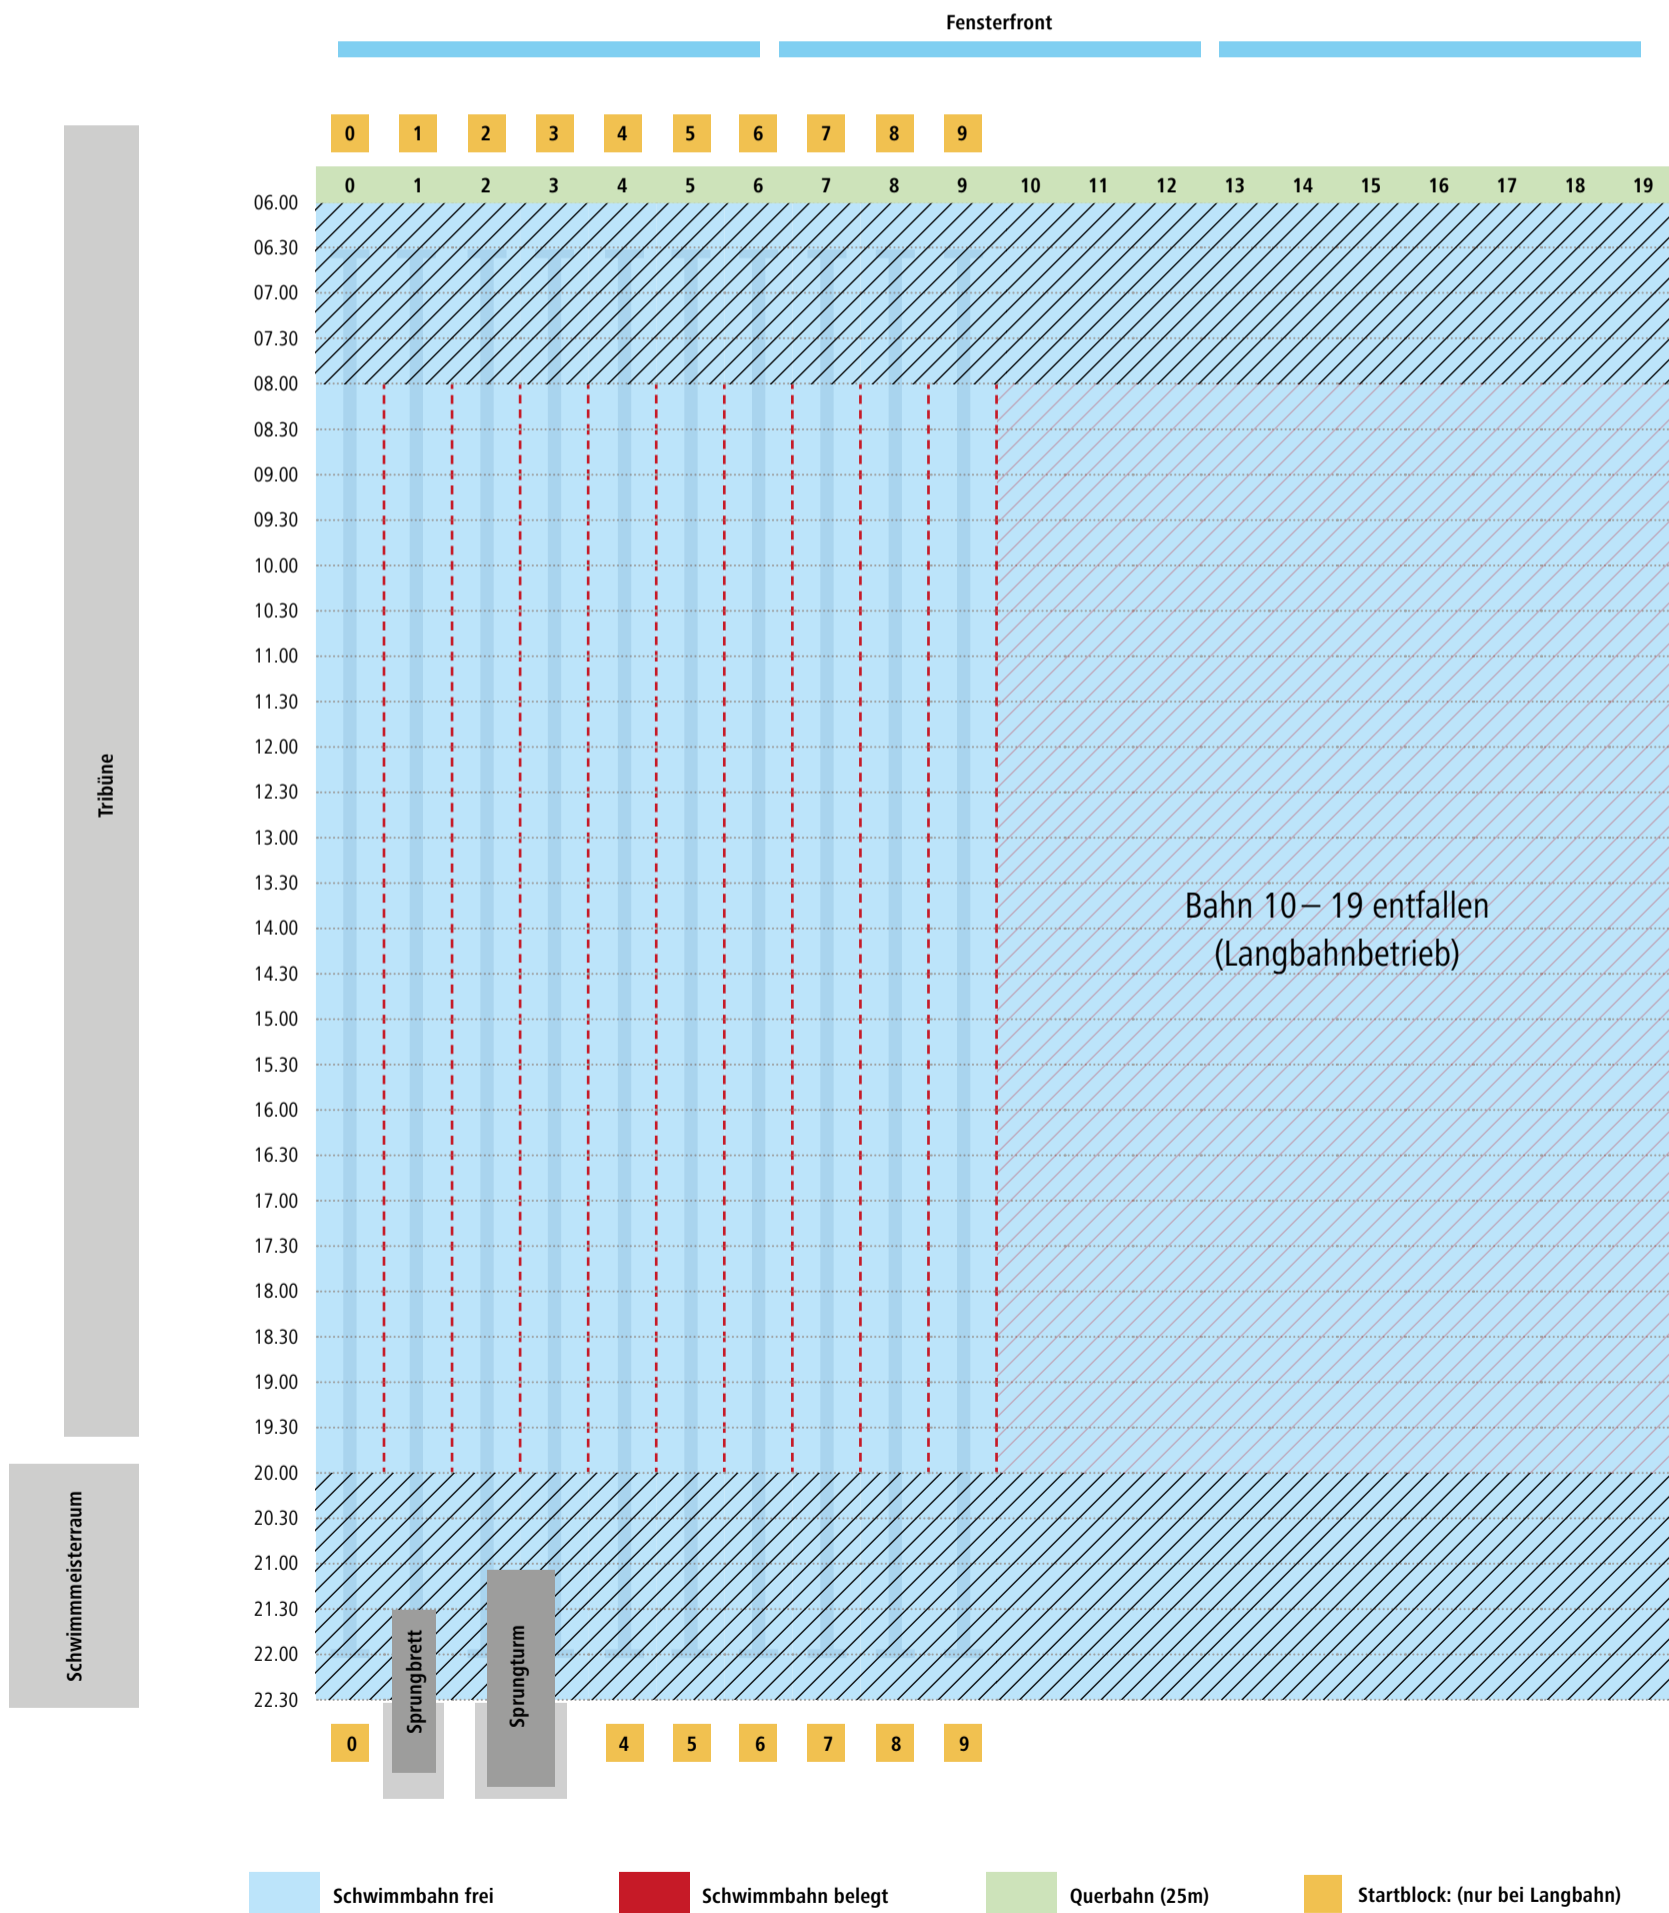 Fensterfront
0 1 2 3 4 5 6 7 8 9
0 1 2 3 4 5 6 7 8 9 10 11 12 13 14 15 16 17 18 19
06.00
06.30
07.00
07.30
08.00
08.30
09.00
09.30
10.00
10.30
11.00
11.30
12.00
12.30
13.00
13.30
14.00
14.30
15.00
15.30
16.00
16.30
17.00
17.30
18.00
18.30
19.00
19.30
20.00
20.30
21.00
21.30
22.00
22.30
Tribüne
Schwimmmeisterraum
Bahn 10 – 19 entfallen
(Langbahnbetrieb)
Sprungbrett
Sprungturm
0 4 5 6 7 8 9
Schwimmbahn frei
Schwimmbahn belegt
Querbahn (25m)
Startblock: (nur bei Langbahn)